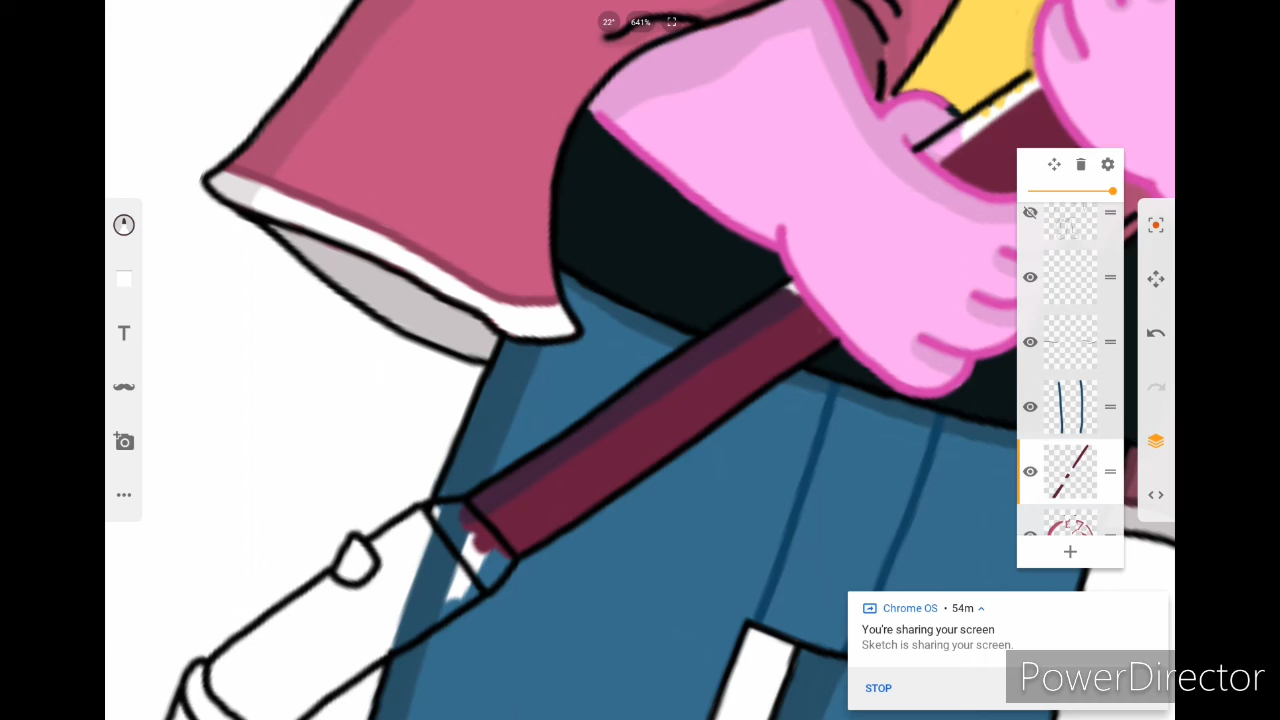 22°
641%
T
Chrome OS • 54m
You're sharing your screen
Sketch is sharing your screen.
STOP
PowerDirector